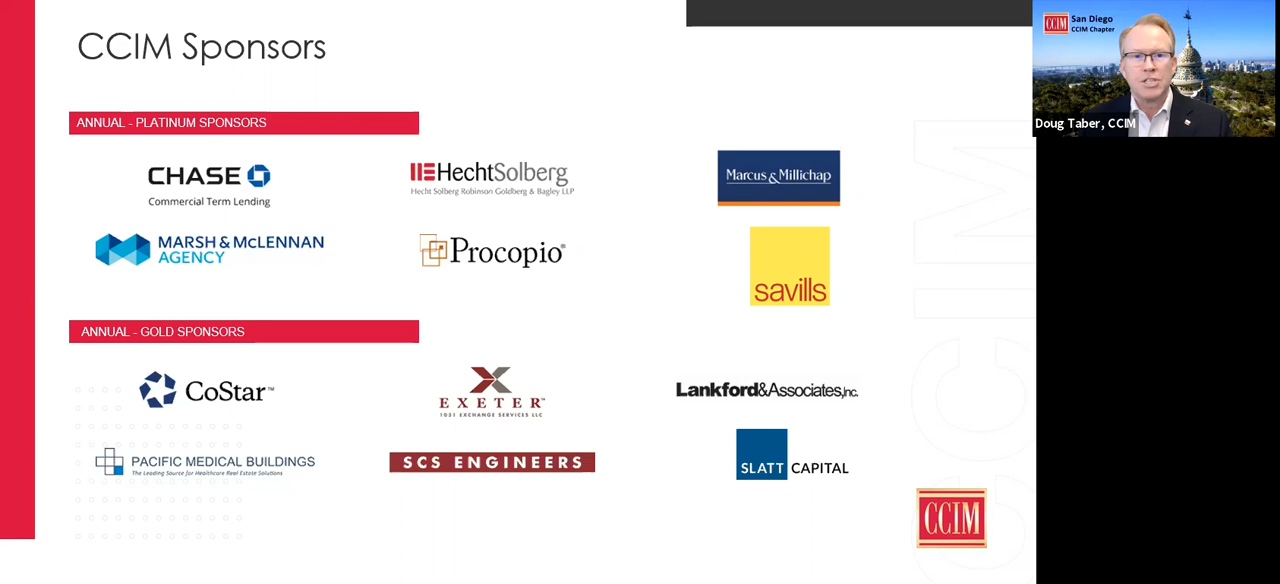 CCIM Sponsors
CCIM
San Diego
CCIM Chapter
Doug Taber, CCIM
ANNUAL - PLATINUM SPONSORS
CHASE
Commercial Term Lending
HechtSolberg
Hecht Solberg Robinson Goldberg & Bagley LLP
Marcus & Millichap
MARSH & McLENNAN
AGENCY
Procopio®
savills
ANNUAL - GOLD SPONSORS
CoStar™
EXETER™
1031 EXCHANGE SERVICES LLC
Lankford&Associates,Inc.
PACIFIC MEDICAL BUILDINGS
The Leading Source for Healthcare Real Estate Solutions
SCS ENGINEERS
SLATT CAPITAL
CCIM
CCIM